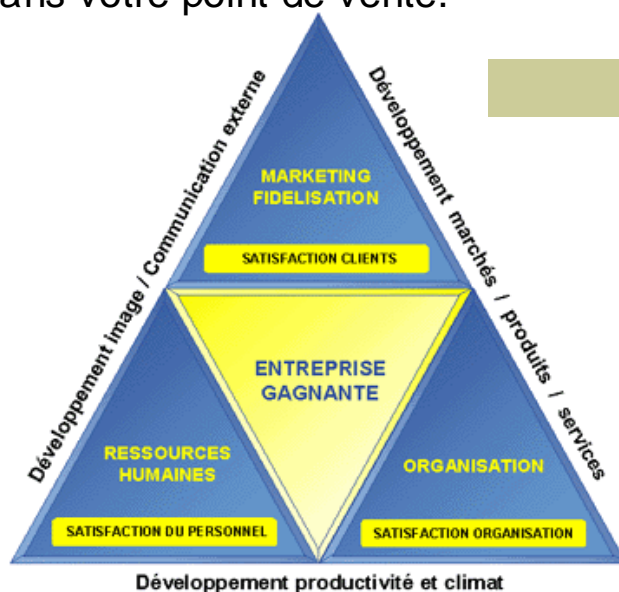 ans votre point de vente.
Développement image / Communication externe
Développement marchés / produits / services
MARKETING
FIDELISATION
SATISFACTION CLIENTS
ENTREPRISE
GAGNANTE
RESSOURCES
HUMAINES
ORGANISATION
SATISFACTION DU PERSONNEL
SATISFACTION ORGANISATION
Développement productivité et climat